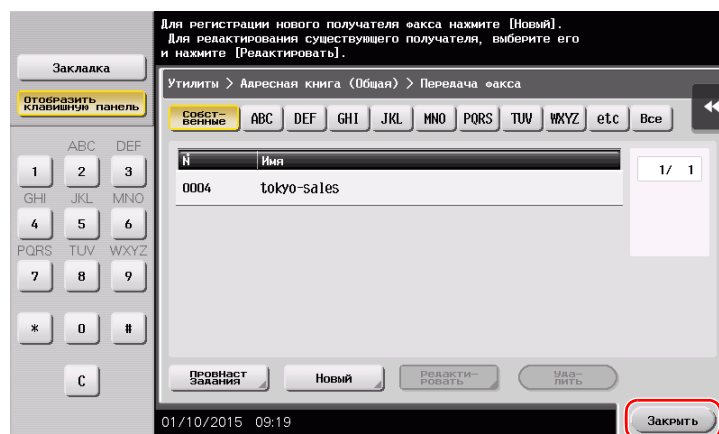 Для регистрации нового получателя факса нажмите [Новый].
Для редактирования существующего получателя, выберите его
и нажмите [Редактировать].
Закладка
Отобразить
клавишную панель
Утилиты > Адресная книга (Общая) > Передача факса
Собст-
венные ABC DEF GHI JKL MNO PQRS TUV WXYZ etc Все
ABC DEF
1 2 3
GHI JKL MNO
4 5 6
PQRS TUV WXYZ
7 8 9
* 0 #
C
N Имя
0004 tokyo-sales
1/ 1
ПровНаст
Задания
Новый
Редакти-
ровать
Уда-
лить
01/10/2015 09:19
Закрыть